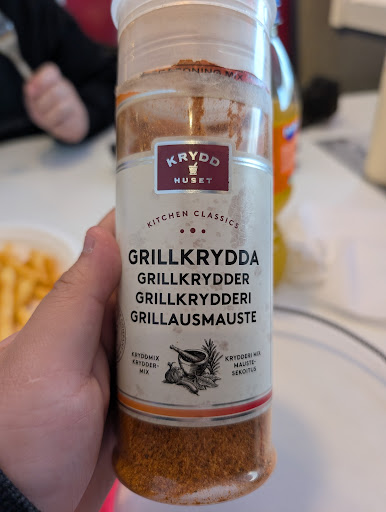 KRYDD
HUSET
KITCHEN CLASSICS
GRILLKRYDDA
GRILLKRYDDER
GRILLKRYDDERI
GRILLAUSMAUSTE
KRYDDMIX
KRYDDER-
MIX
KRYDDERI MIX
MAUSTE-
SEKOITUS